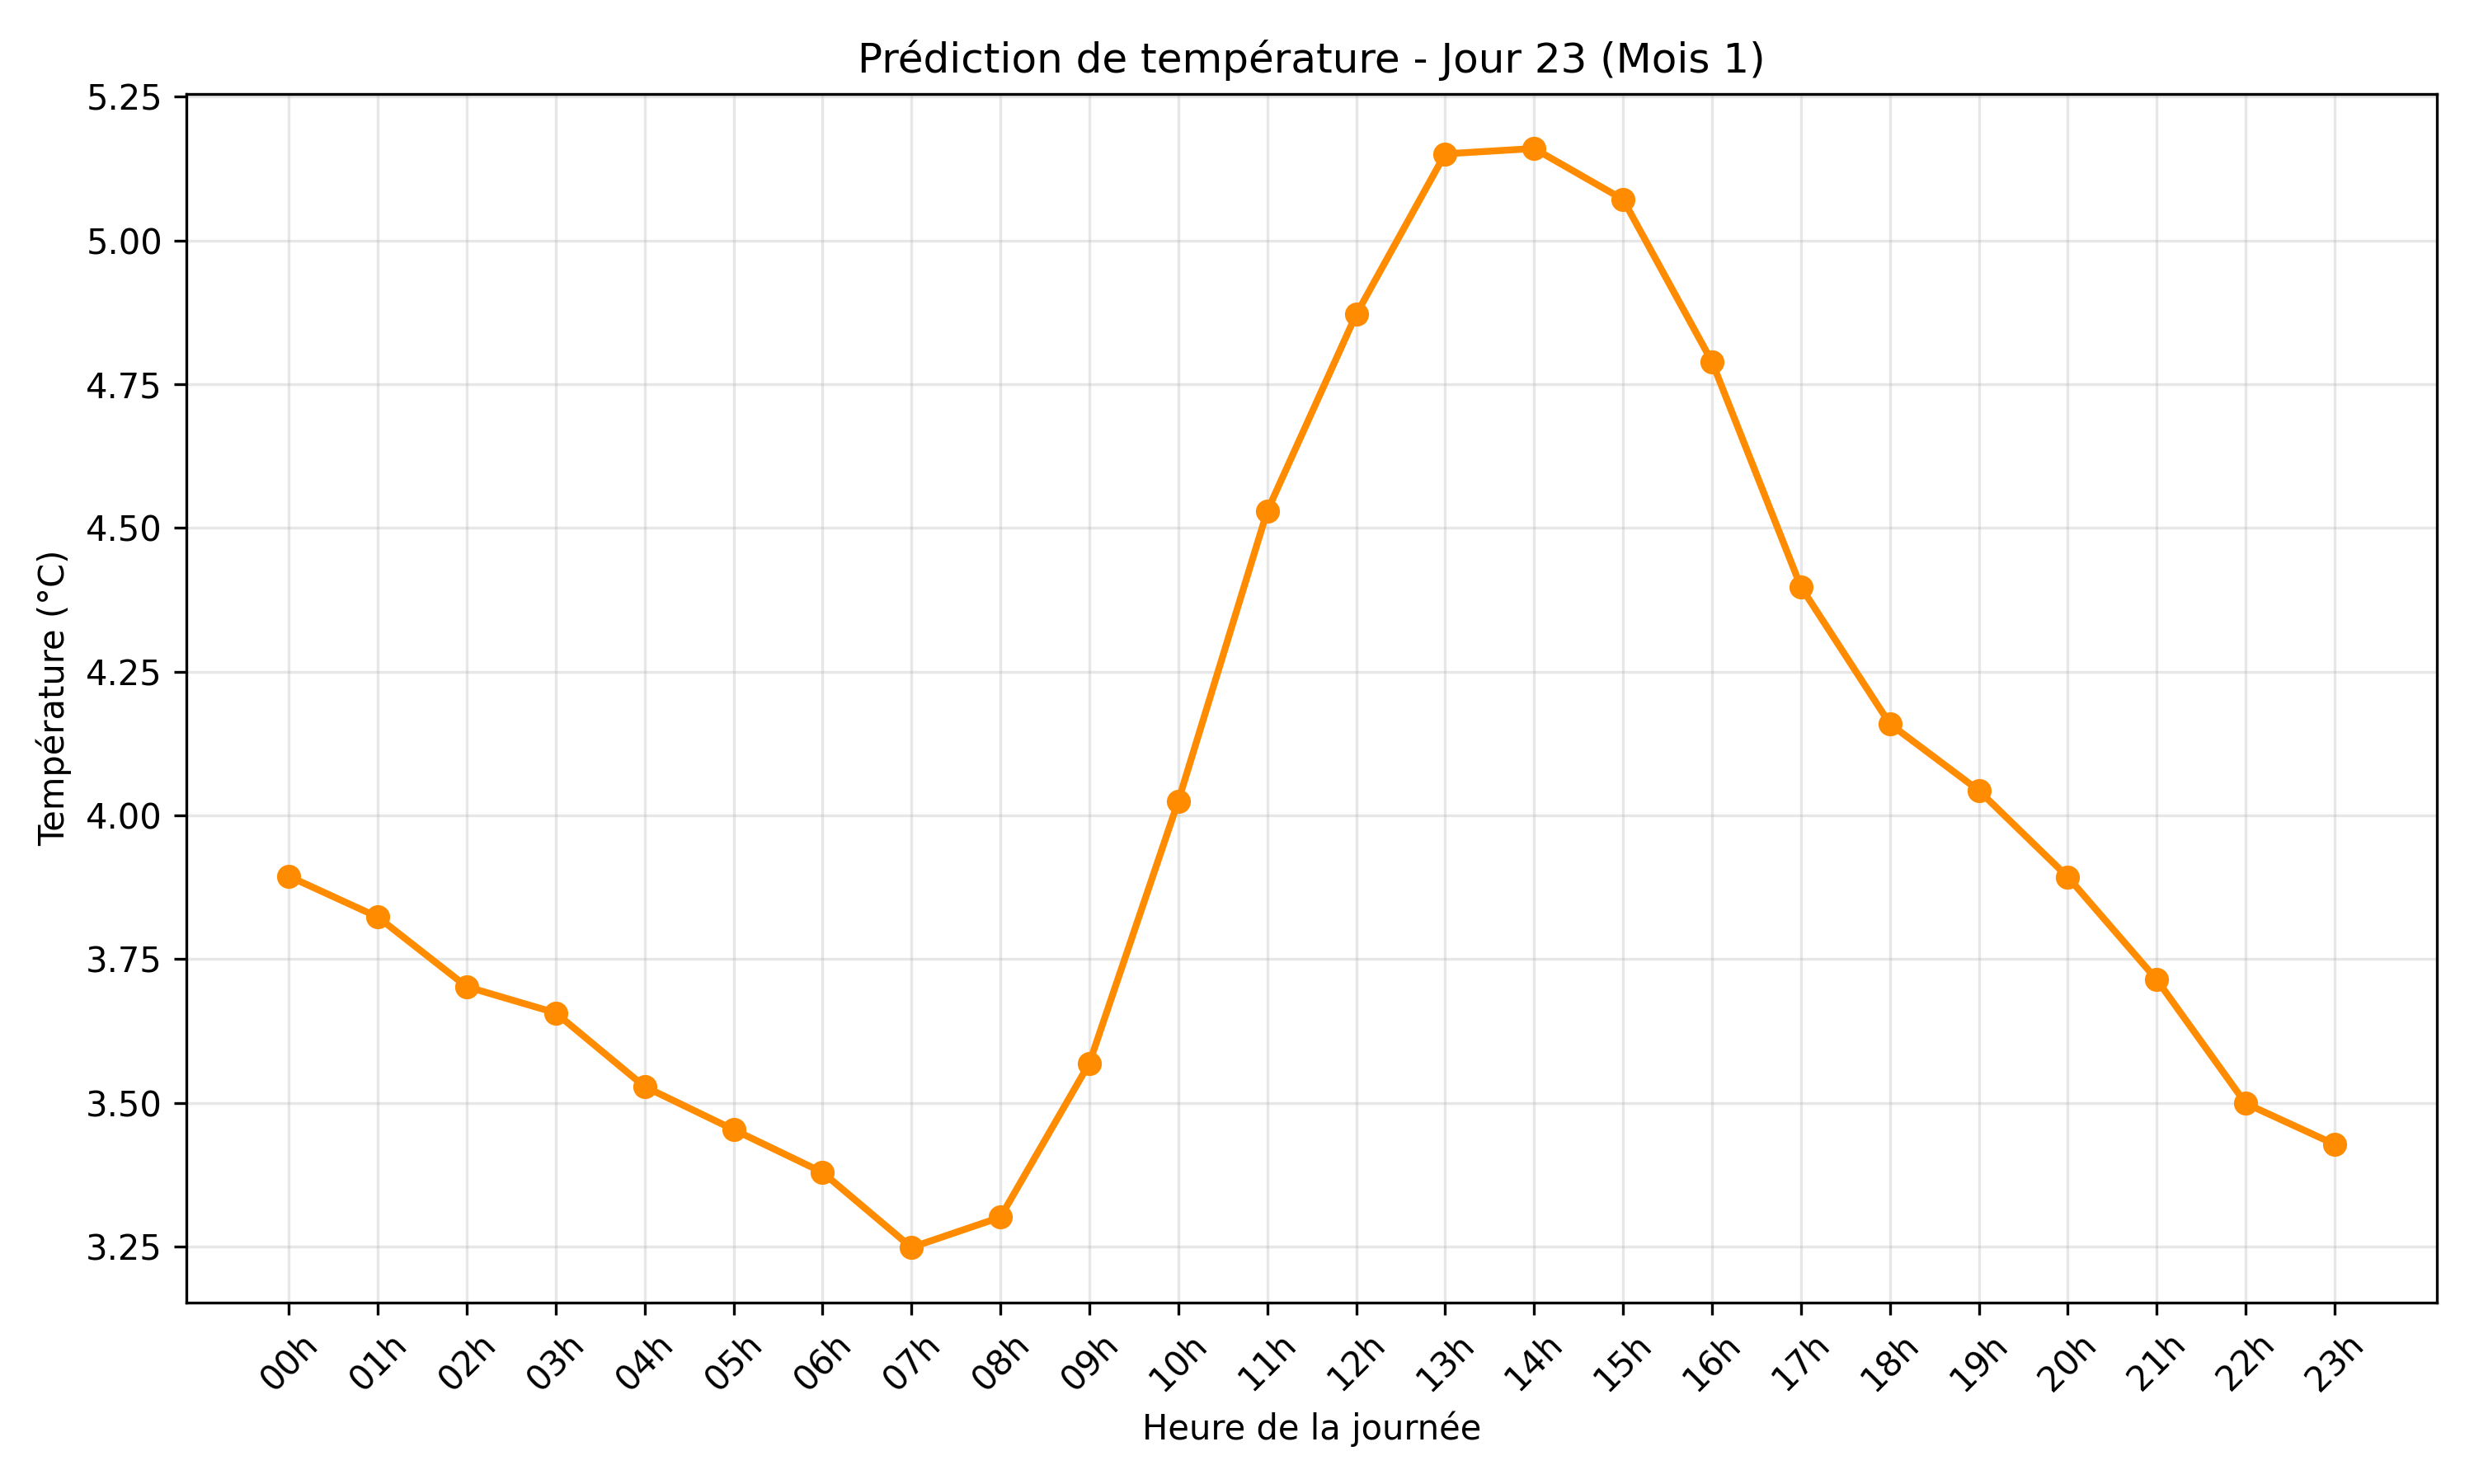 Prédiction de température - Jour 23 (Mois 1)
Température (°C)
5.25
5.00
4.75
4.50
4.25
4.00
3.75
3.50
3.25
00h 01h 02h 03h 04h 05h 06h 07h 08h 09h 10h 11h 12h 13h 14h 15h 16h 17h 18h 19h 20h 21h 22h 23h
Heure de la journée